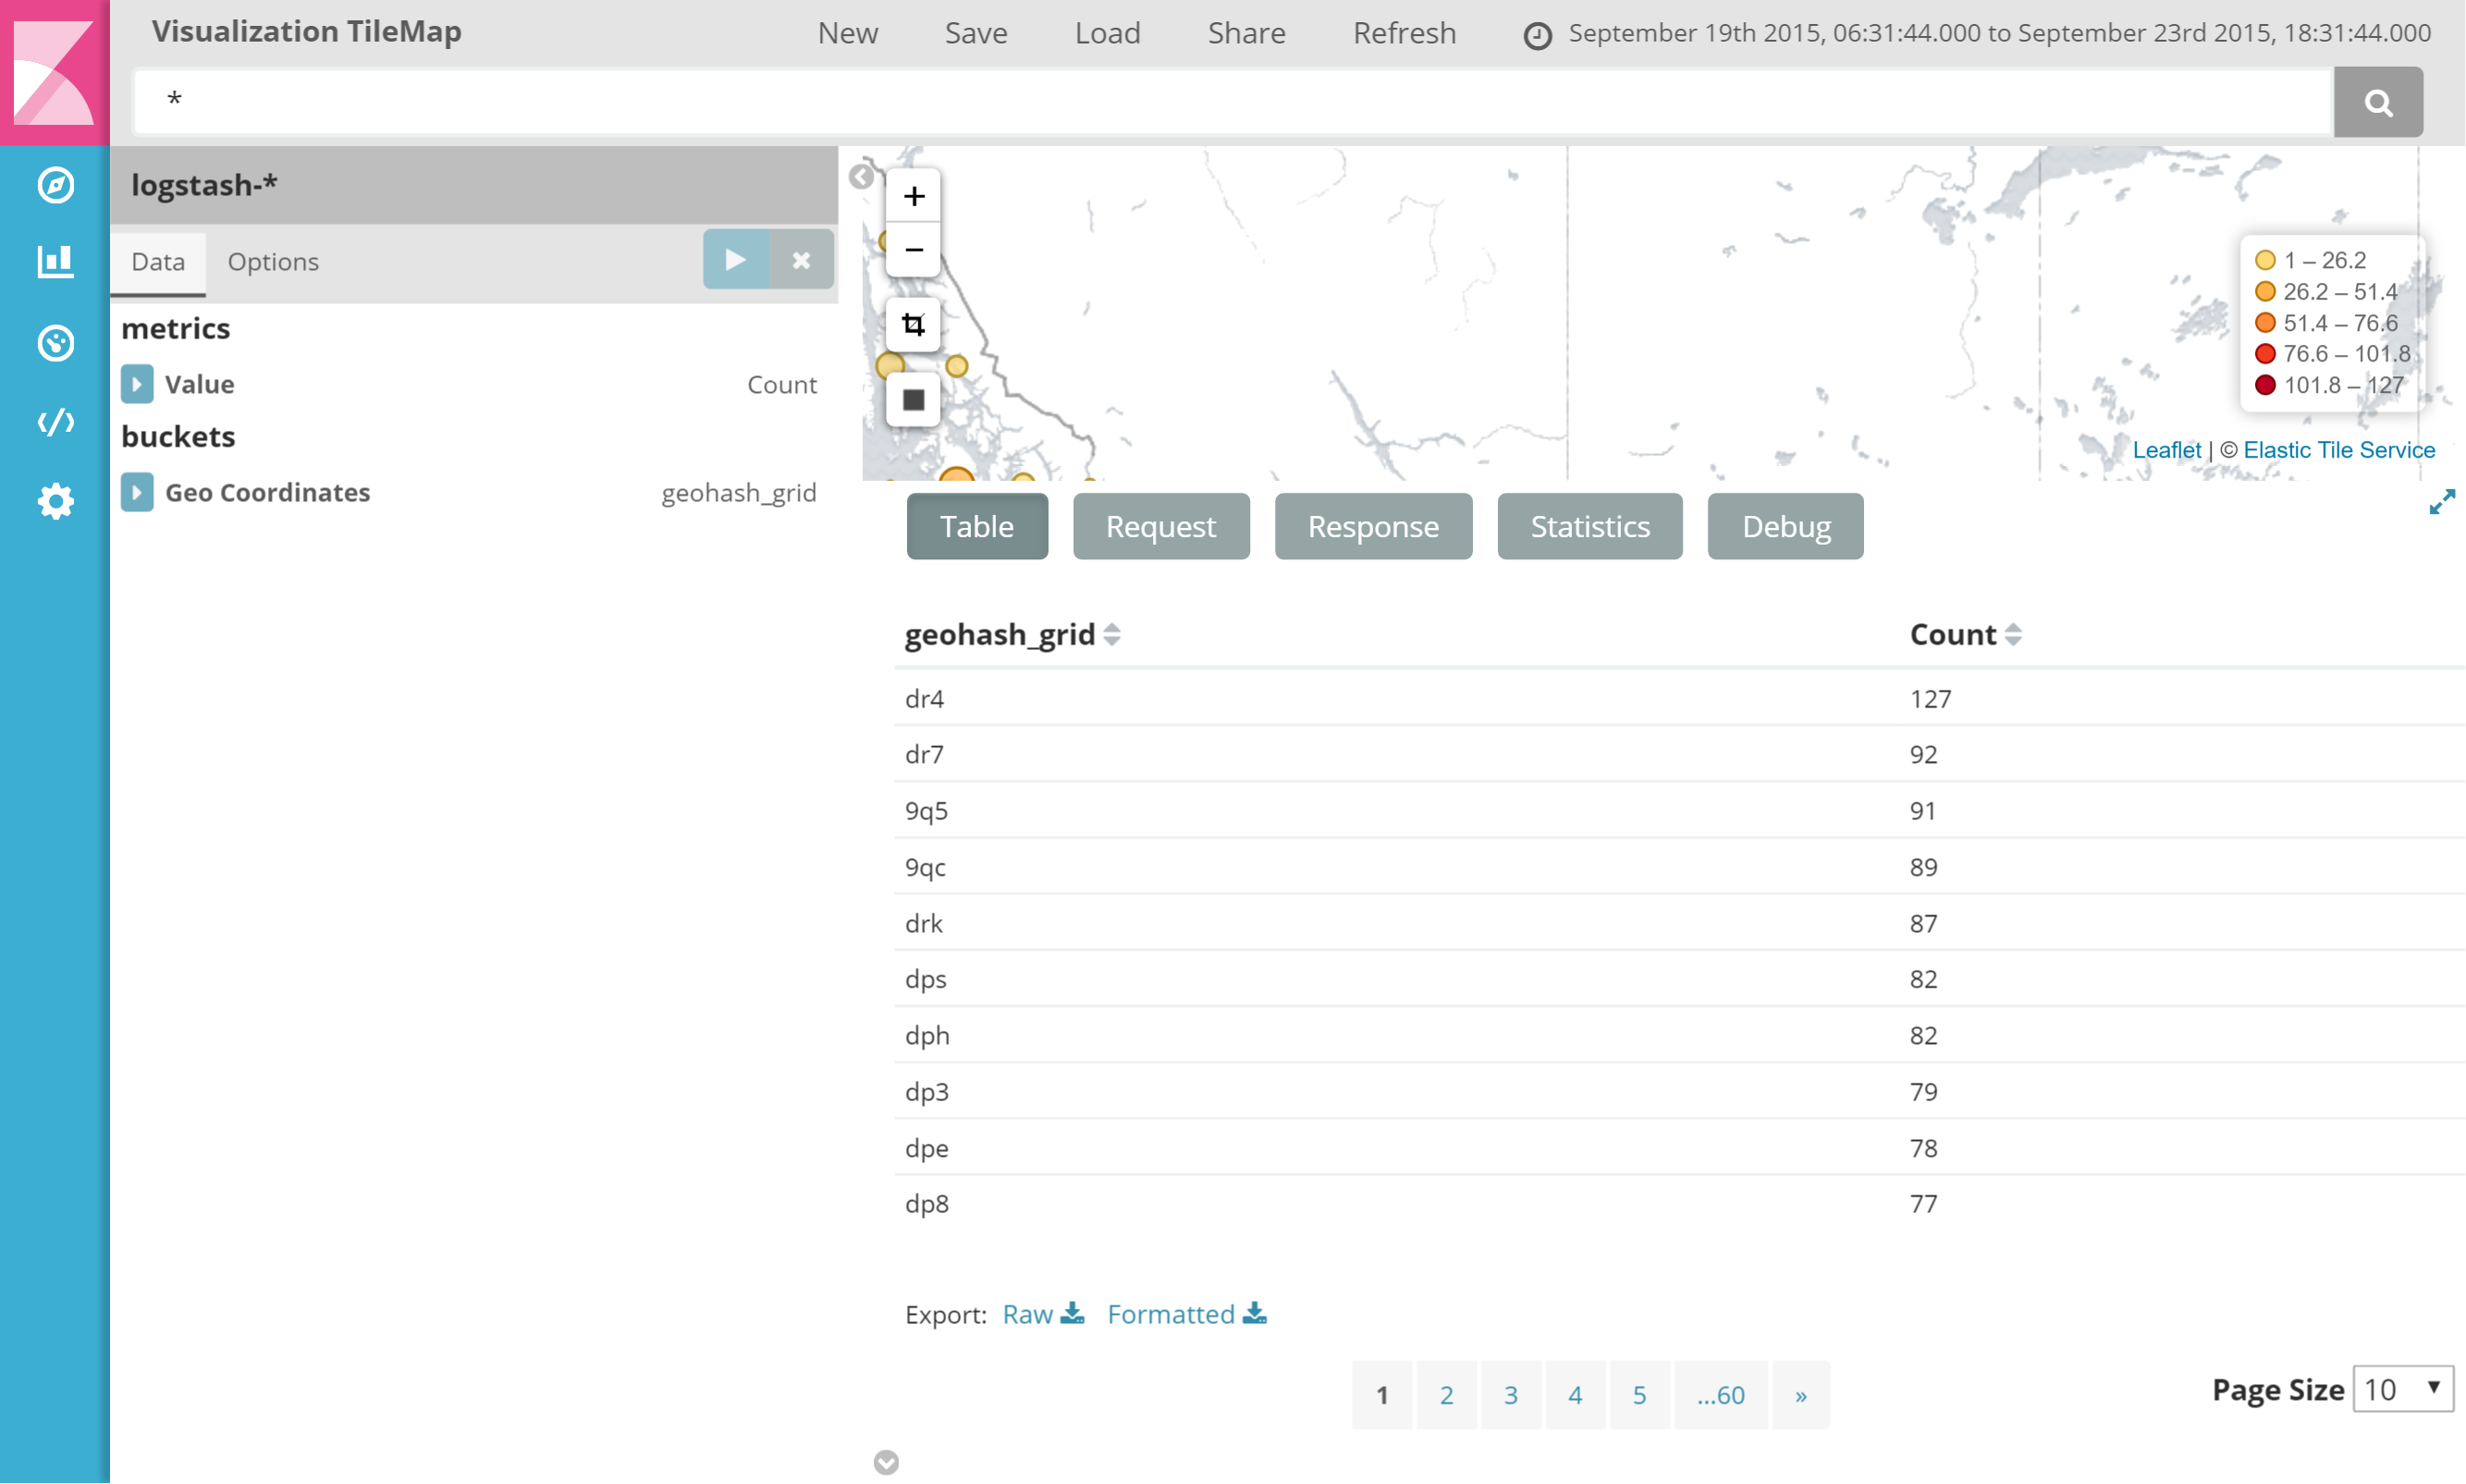 Visualization TileMap
New Save Load Share Refresh September 19th 2015, 06:31:44.000 to September 23rd 2015, 18:31:44.000
*
logstash-*
Data Options
metrics
Value Count
buckets
Geo Coordinates geohash_grid
+
−
1 – 26.2
26.2 – 51.4
51.4 – 76.6
76.6 – 101.8
101.8 – 127
Leaflet | © Elastic Tile Service
Table Request Response Statistics Debug
geohash_grid Count
dr4 127
dr7 92
9q5 91
9qc 89
drk 87
dps 82
dph 82
dp3 79
dpe 78
dp8 77
Export: Raw Formatted
1 2 3 4 5 ...60 »
Page Size 10